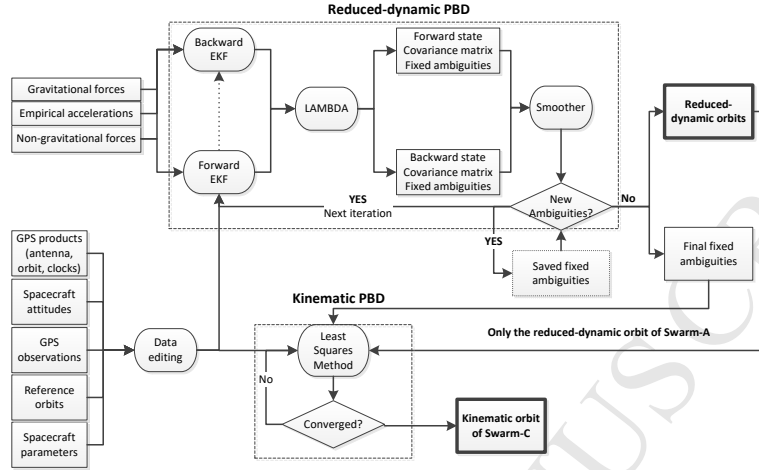 Reduced-dynamic PBD
Backward
EKF
Forward state
Covariance matrix
Fixed ambiguities
Gravitational forces
Empirical accelerations
Non-gravitational forces
LAMBDA
Smoother
Reduced-
dynamic orbits
Forward
EKF
Backward state
Covariance matrix
Fixed ambiguities
YES
Next iteration
New
Ambiguities?
No
YES
Saved fixed
ambiguities
Final fixed
ambiguities
GPS products
(antenna,
orbit, clocks)
Spacecraft
attitudes
GPS
observations
Reference
orbits
Spacecraft
parameters
Data
editing
Kinematic PBD
Least
Squares
Method
Only the reduced-dynamic orbit of Swarm-A
No
Converged?
Kinematic orbit
of Swarm-C
US C